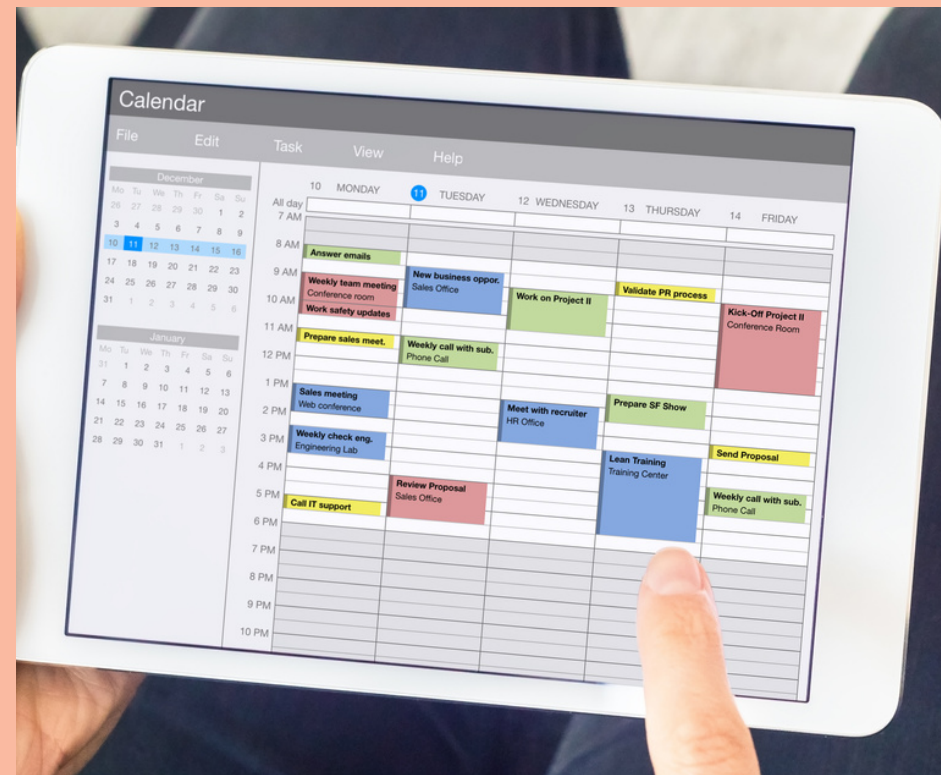 Calendar
File Edit Task View Help
December
Mo Tu We Th Fr Sa Su
26 27 28 29 30 1 2
3 4 5 6 7 8 9
10 11 12 13 14 15 16
17 18 19 20 21 22 23
24 25 26 27 28 29 30
31 1 2 3 4 5 6
January
Mo Tu We Th Fr Sa Su
31 1 2 3 4 5 6
7 8 9 10 11 12 13
14 15 16 17 18 19 20
21 22 23 24 25 26 27
28 29 30 31 1 2 3
10 MONDAY 11 TUESDAY 12 WEDNESDAY 13 THURSDAY 14 FRIDAY
All day
7 AM
8 AM
9 AM
10 AM
11 AM
12 PM
1 PM
2 PM
3 PM
4 PM
5 PM
6 PM
7 PM
8 PM
9 PM
10 PM
Answer emails
Weekly team meeting
Conference room
Work safety updates
Prepare sales meet.
Sales meeting
Web conference
Weekly check eng.
Engineering Lab
Call IT support
New business oppor.
Sales Office
Weekly call with sub.
Phone Call
Review Proposal
Sales Office
Work on Project II
Meet with recruiter
HR Office
Validate PR process
Prepare SF Show
Lean Training
Training Center
Kick-Off Project II
Conference Room
Send Proposal
Weekly call with sub.
Phone Call